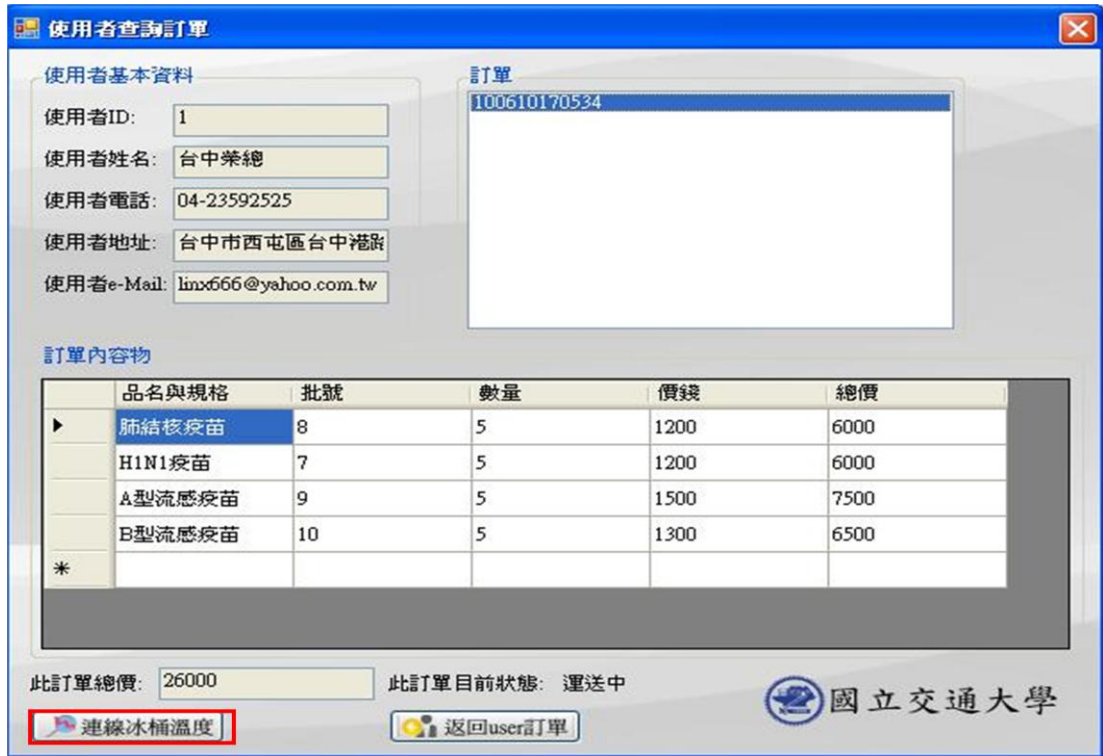 使用者查詢訂單
使用者基本資料
使用者ID: 1
使用者姓名: 台中榮總
使用者電話: 04-23592525
使用者地址: 台中市西屯區台中港路
使用者e-Mail: linx666@yahoo.com.tw
訂單
100610170534
訂單內容物
品名與規格 批號 數量 價錢 總價
肺結核疫苗 8 5 1200 6000
H1N1疫苗 7 5 1200 6000
A型流感疫苗 9 5 1500 7500
B型流感疫苗 10 5 1300 6500
此訂單總價: 26000 此訂單目前狀態: 運送中
連線冰桶溫度 返回user訂單
國立交通大學